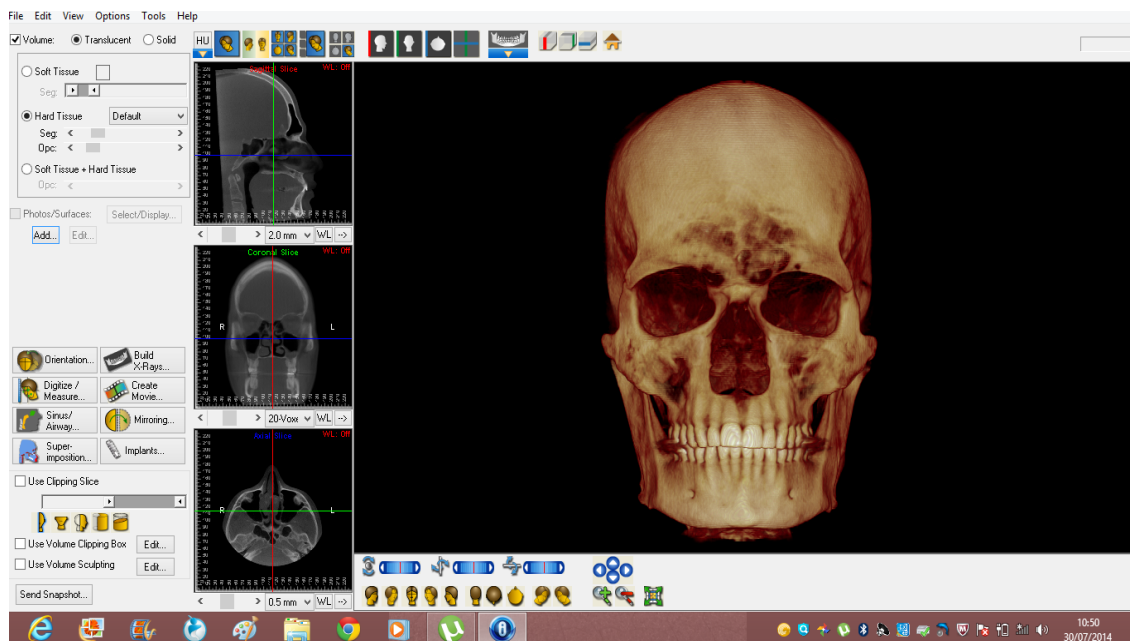 File Edit View Options Tools Help
Volume: Translucent Solid
HU
Soft Tissue
Seg:
Hard Tissue Default
Seg:
Opc:
Soft Tissue + Hard Tissue
Opc:
Photos/Surfaces: Select/Display...
Add... Edit...
Orientation... Build X-Rays...
Digitize / Measure... Create Movie...
Sinus/ Airway... Mirroring...
Super-imposition... Implants...
Use Clipping Slice
Use Volume Clipping Box Edit...
Use Volume Sculpting Edit...
Send Snapshot...
Sagittal Slice WL: Off
2.0 mm WL -->
Coronal Slice WL: Off
R L
20-Voxe WL -->
Axial Slice WL: Off
R L
0.5 mm WL -->
10:50
30/07/2014